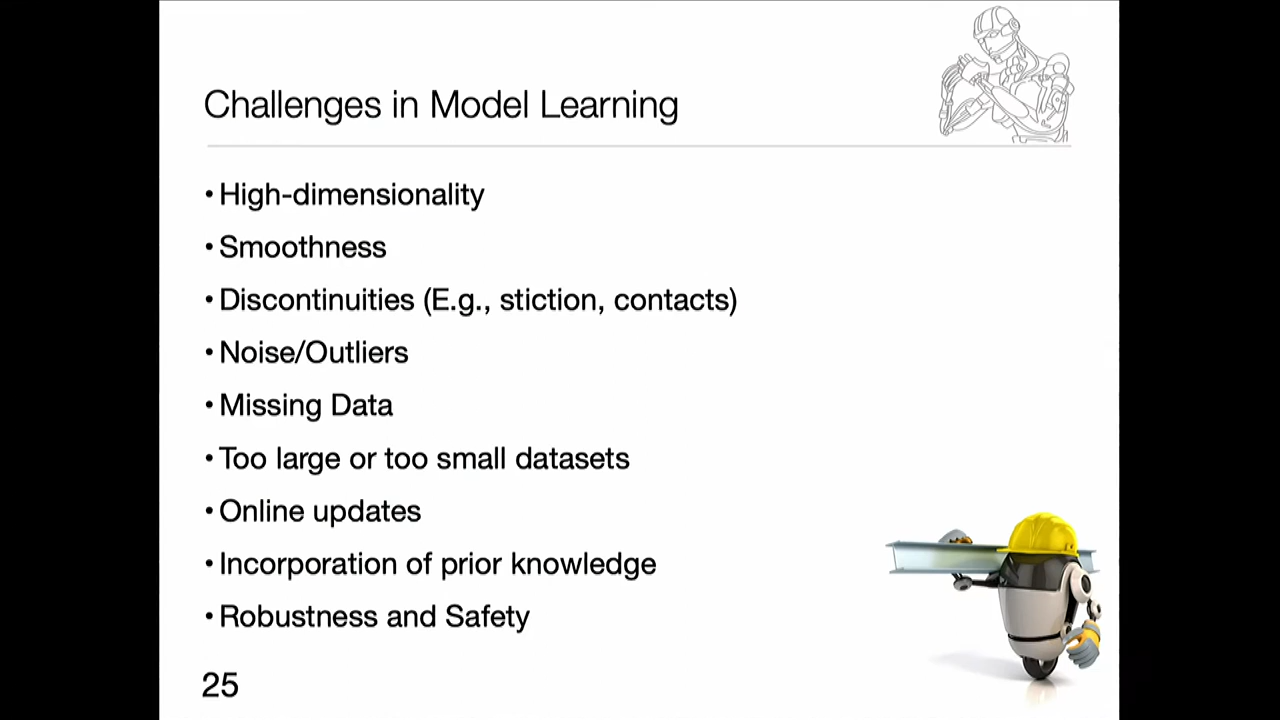 Challenges in Model Learning
• High-dimensionality
• Smoothness
• Discontinuities (E.g., stiction, contacts)
• Noise/Outliers
• Missing Data
• Too large or too small datasets
• Online updates
• Incorporation of prior knowledge
• Robustness and Safety
25